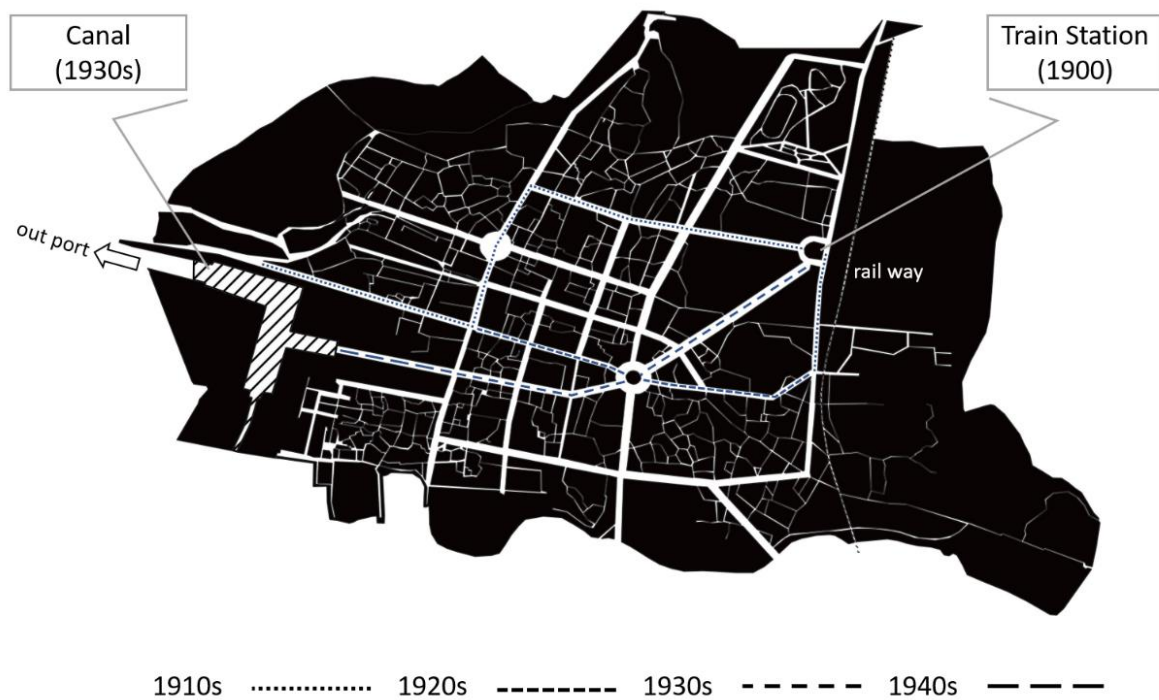 Canal
(1930s)
Train Station
(1900)
out port
rail way
1910s 1920s 1930s 1940s